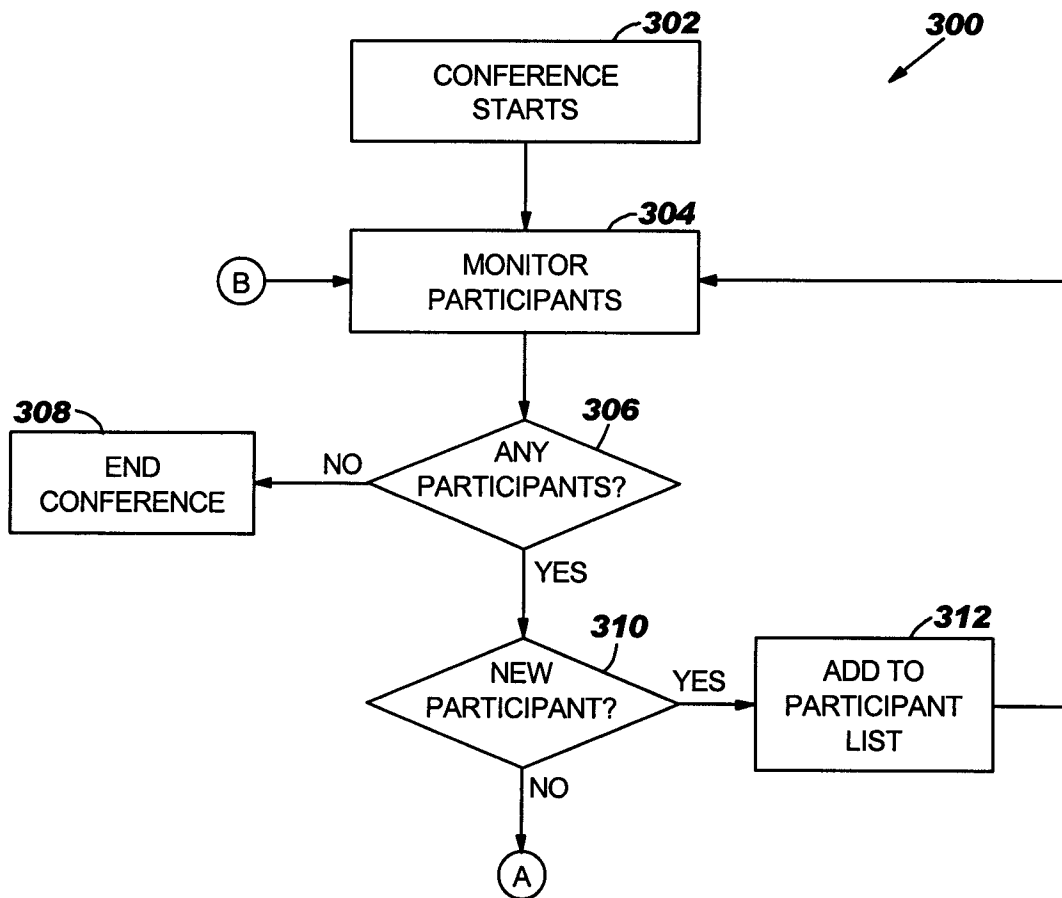 302
300
CONFERENCE
STARTS
304
B
MONITOR
PARTICIPANTS
308
306
END
CONFERENCE
NO
ANY
PARTICIPANTS?
YES
310
312
NEW
PARTICIPANT?
YES
ADD TO
PARTICIPANT
LIST
NO
A